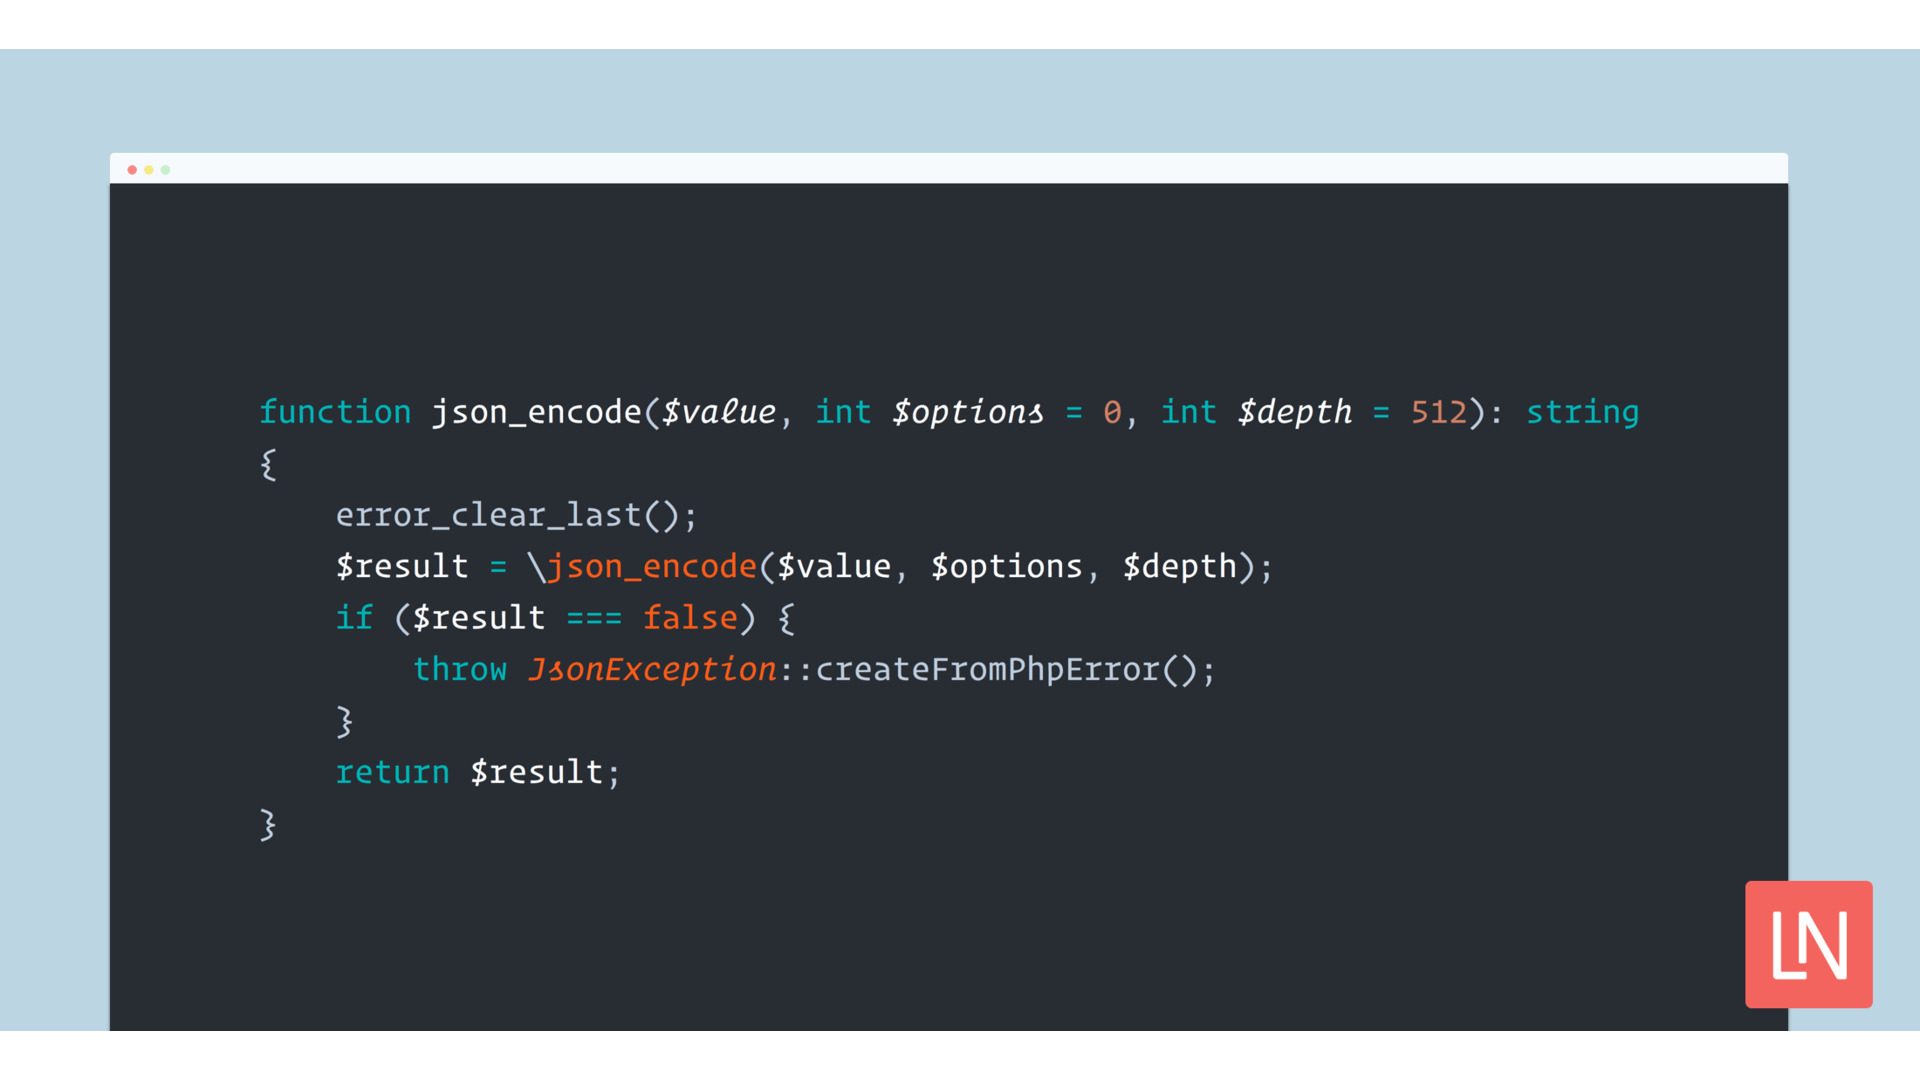 function json_encode($value, int $options = 0, int $depth = 512): string
{
    error_clear_last();
    $result = \json_encode($value, $options, $depth);
    if ($result === false) {
        throw JsonException::createFromPhpError();
    }
    return $result;
}
LN